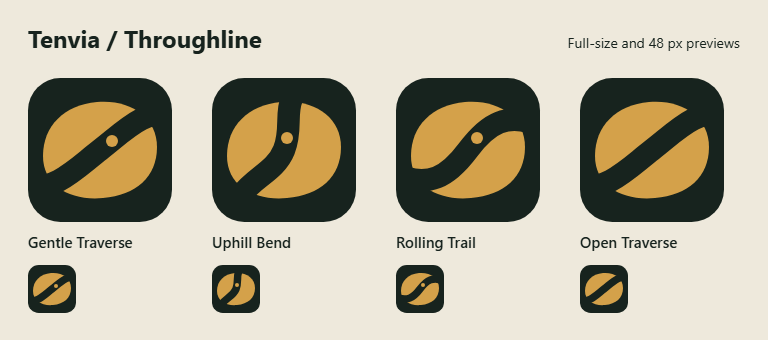 Tenvia / Throughline
Full-size and 48 px previews
Gentle Traverse
Uphill Bend
Rolling Trail
Open Traverse